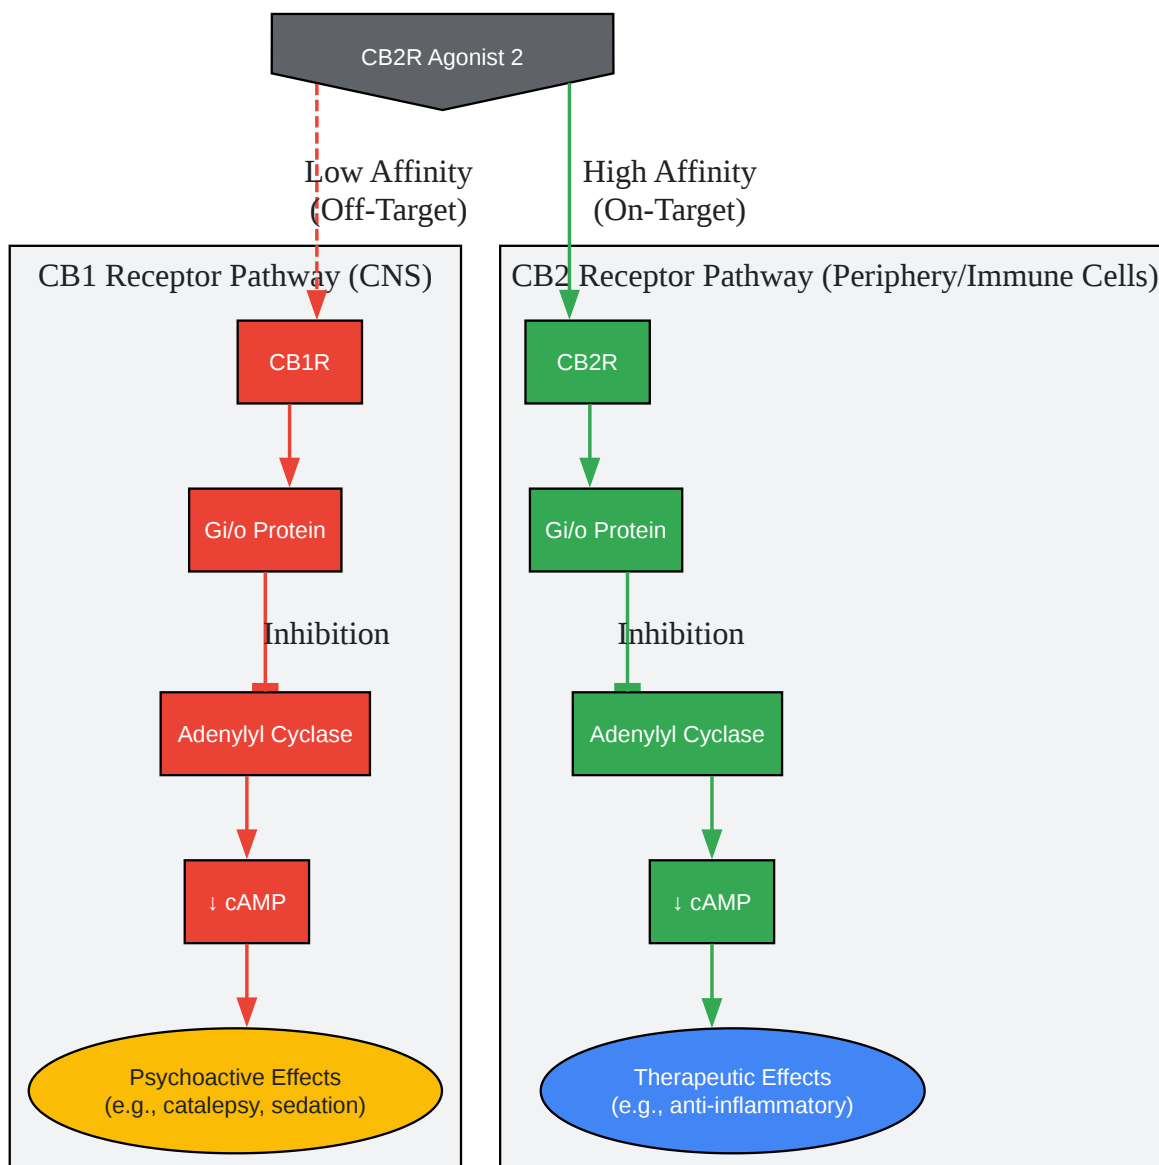 CB2R Agonist 2
Low Affinity
(Off-Target)
High Affinity
(On-Target)
CB1 Receptor Pathway (CNS)
CB1R
Gi/o Protein
Inhibition
Adenylyl Cyclase
↓ cAMP
Psychoactive Effects
(e.g., catalepsy, sedation)
CB2 Receptor Pathway (Periphery/Immune Cells)
CB2R
Gi/o Protein
Inhibition
Adenylyl Cyclase
↓ cAMP
Therapeutic Effects
(e.g., anti-inflammatory)